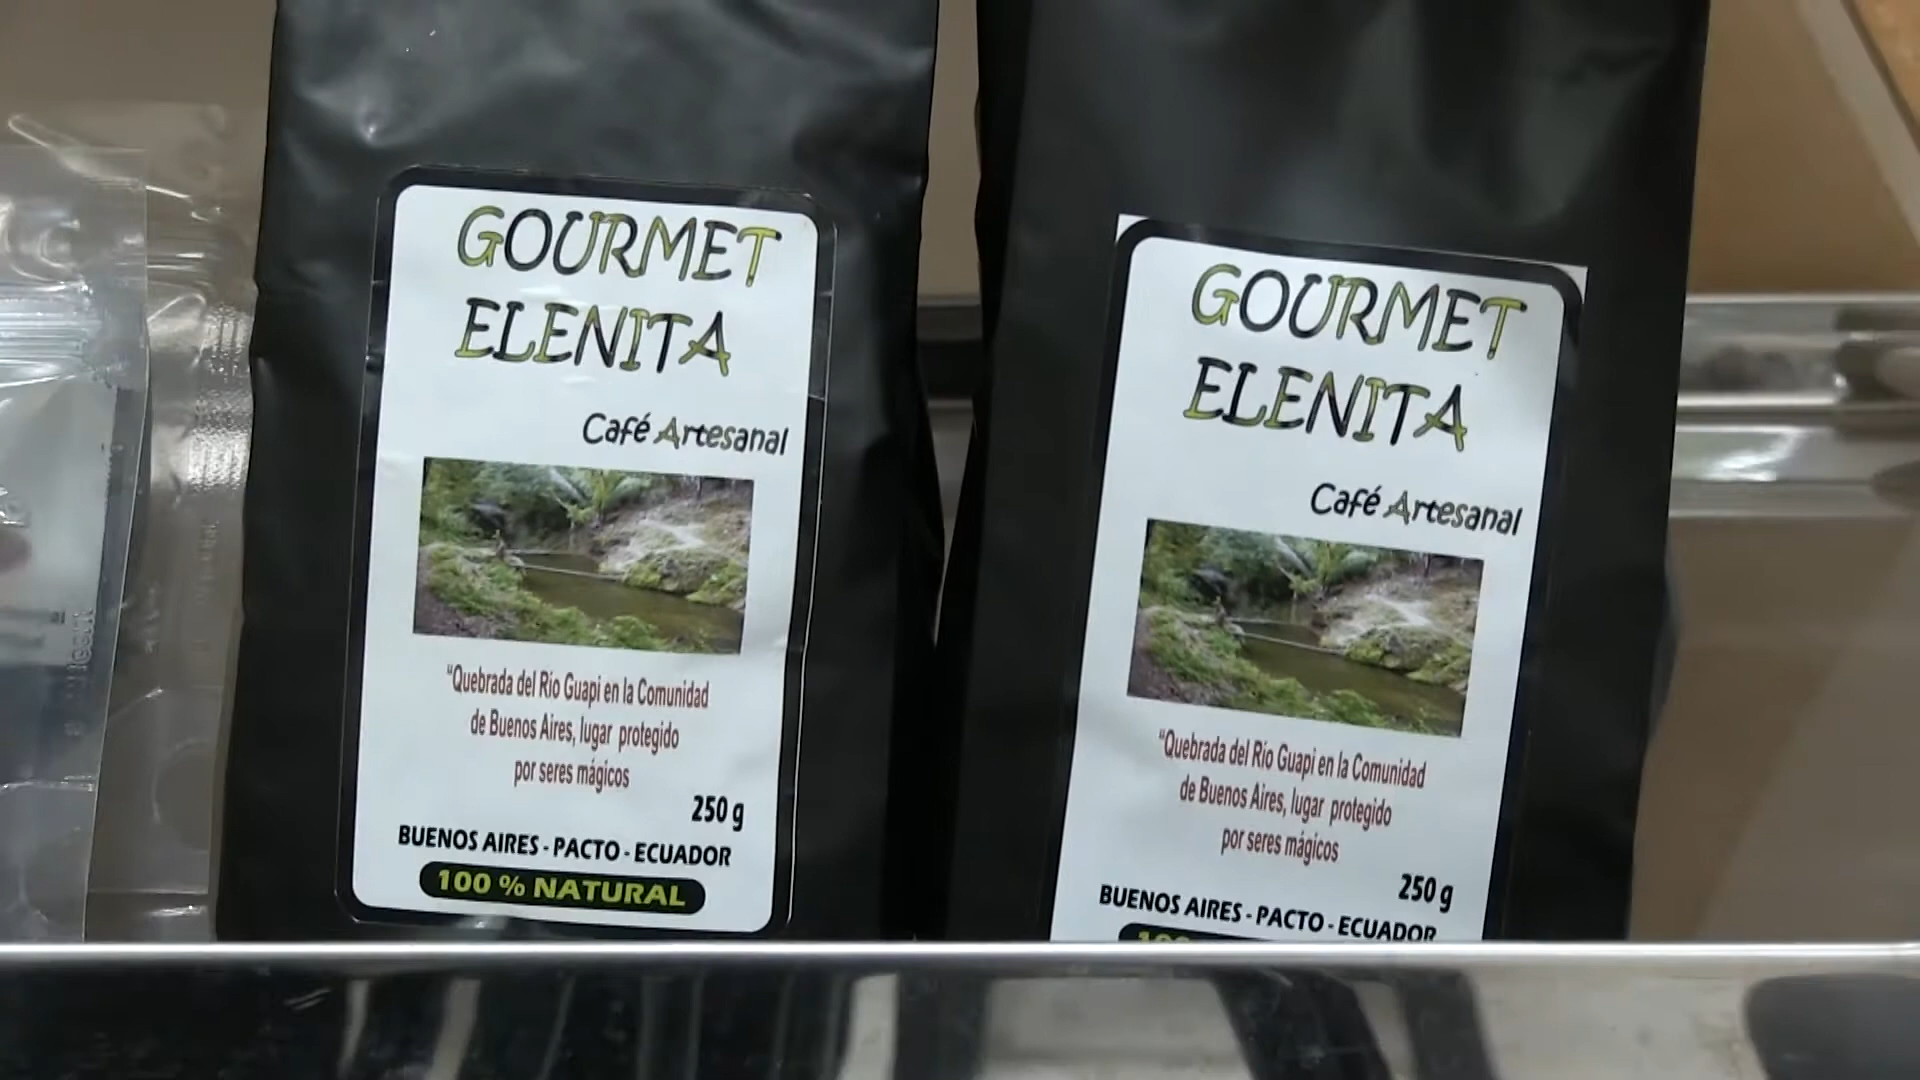 GOURMET
ELENITA
Café Artesanal
"Quebrada del Río Guapi en la Comunidad
de Buenos Aires, lugar protegido
por seres mágicos
250 g
BUENOS AIRES - PACTO - ECUADOR
100 % NATURAL
GOURMET
ELENITA
Café Artesanal
"Quebrada del Río Guapi en la Comunidad
de Buenos Aires, lugar protegido
por seres mágicos
250 g
BUENOS AIRES - PACTO - ECUADOR